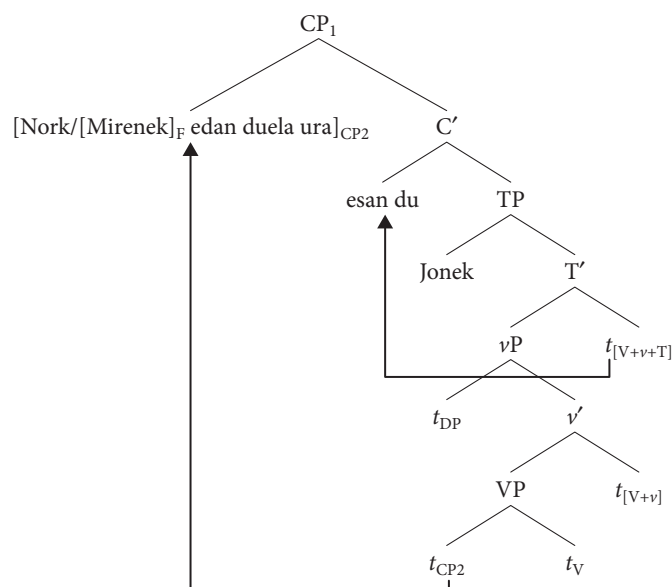 CP₁
[Nork/[Mirenek]F edan duela ura]CP2 C′
esan du TP
Jonek T′
vP t[V+v+T]
tDP v′
VP t[V+v]
tCP2 tV